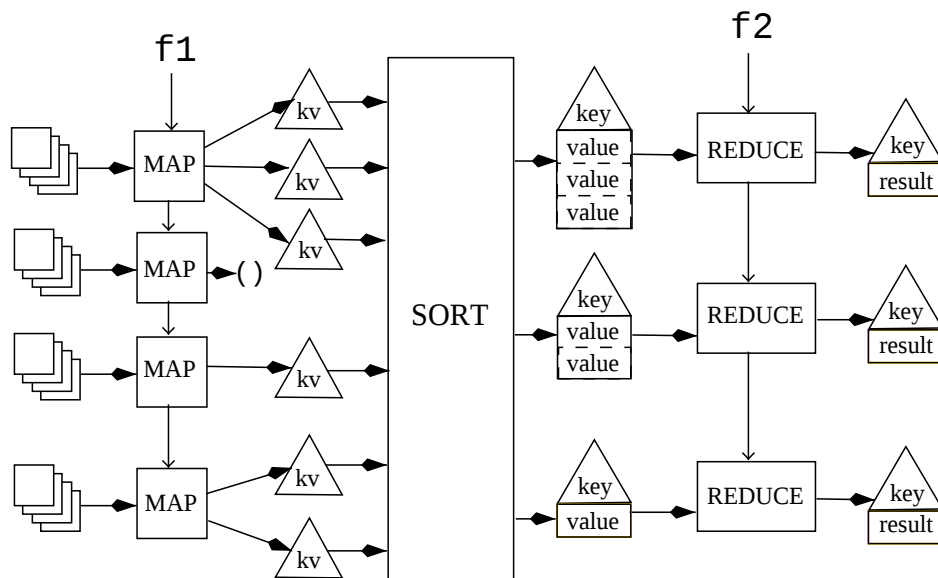 f1
f2
kv
key
MAP
value
REDUCE
key
kv
value
result
value
kv
MAP
()
key
SORT
REDUCE
key
value
result
MAP
kv
value
kv
key
REDUCE
key
MAP
value
result
kv